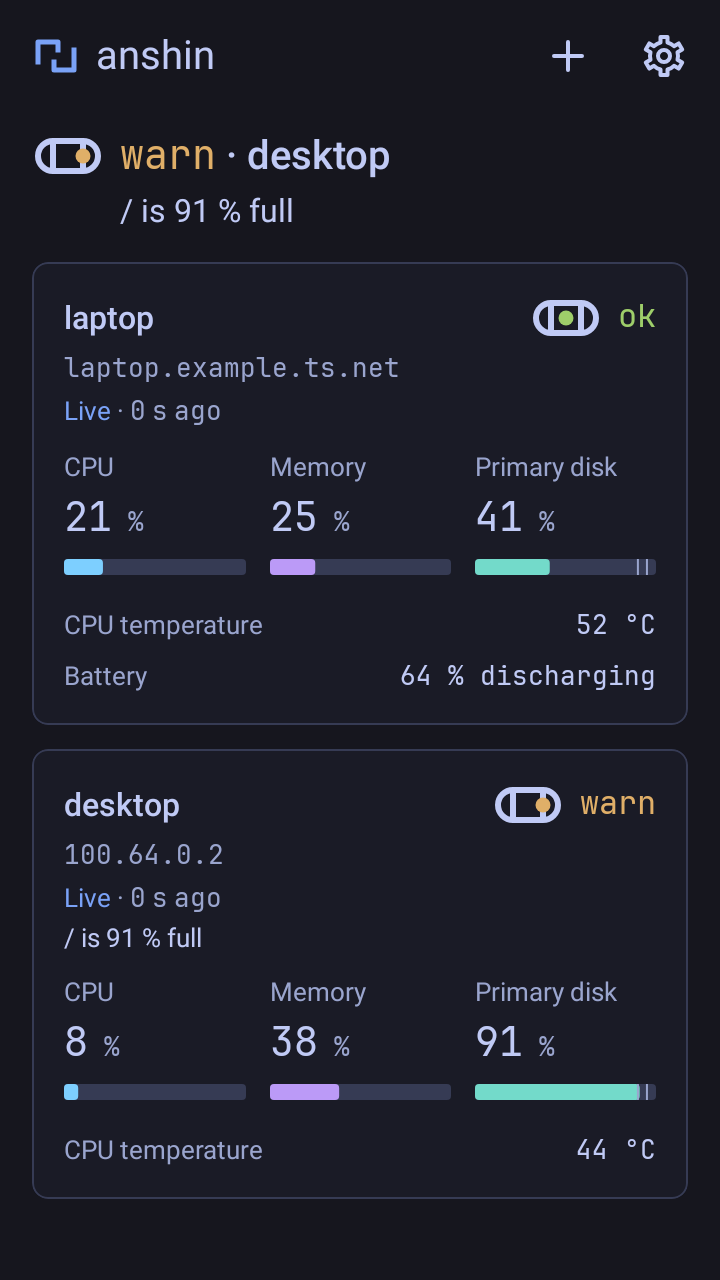 anshin
warn · desktop
/ is 91 % full
laptop
ok
laptop.example.ts.net
Live · 0 s ago
CPU Memory Primary disk
21 % 25 % 41 %
CPU temperature 52 °C
Battery 64 % discharging
desktop
warn
100.64.0.2
Live · 0 s ago
/ is 91 % full
CPU Memory Primary disk
8 % 38 % 91 %
CPU temperature 44 °C